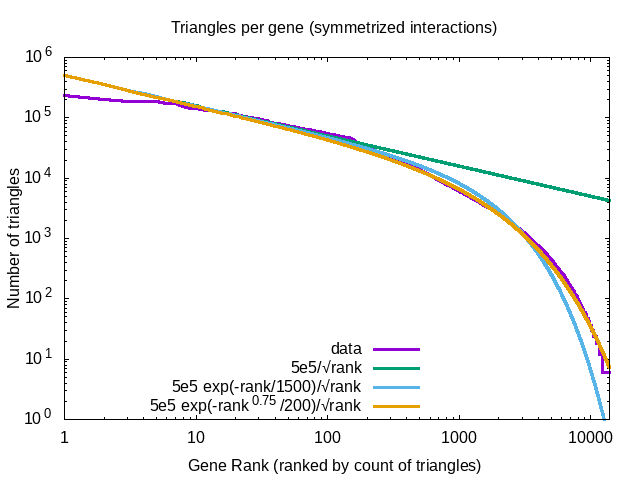 Triangles per gene (symmetrized interactions)
Number of triangles
10^6
10^5
10^4
10^3
10^2
10^1
10^0
data
5e5/√rank
5e5 exp(-rank/1500)/√rank
5e5 exp(-rank^0.75/200)/√rank
1 10 100 1000 10000
Gene Rank (ranked by count of triangles)